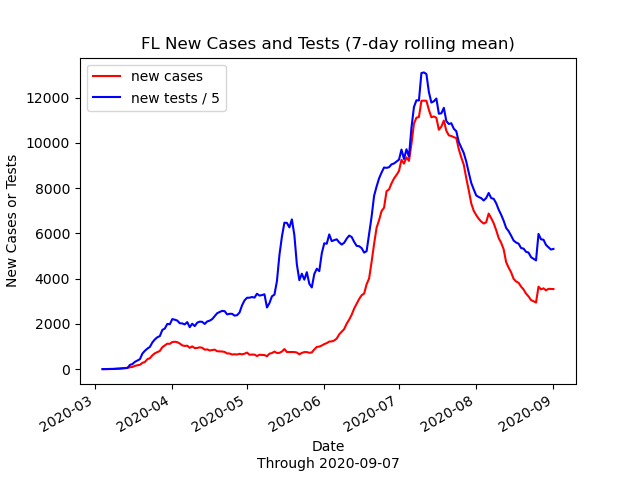 FL New Cases and Tests (7-day rolling mean)
new cases
new tests / 5
12000
10000
8000
6000
4000
2000
0
New Cases or Tests
2020-03
2020-04
2020-05
2020-06
2020-07
2020-08
2020-09
Date
Through 2020-09-07